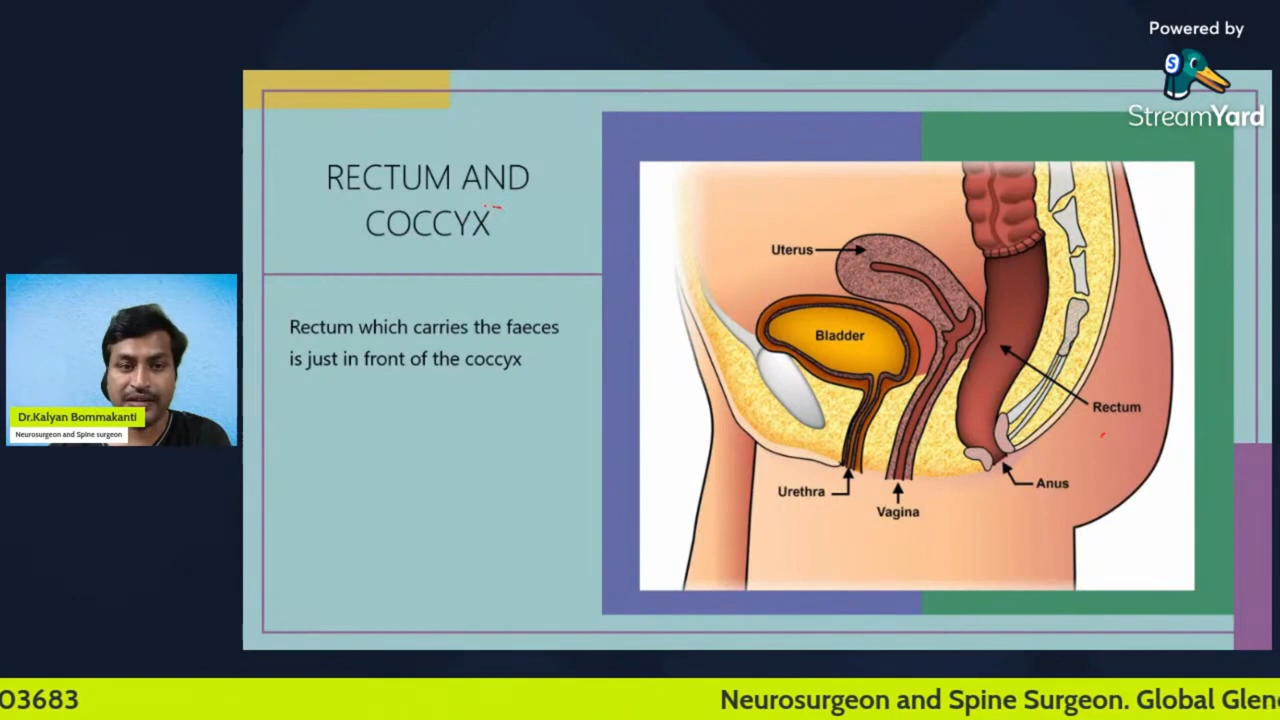 Powered by
S
StreamYard
RECTUM AND
COCCYX
Rectum which carries the faeces
is just in front of the coccyx
Uterus
Bladder
Rectum
Anus
Urethra
Vagina
Dr.Kalyan Bommakanti
Neurosurgeon and Spine surgeon
03683
Neurosurgeon and Spine Surgeon. Global Glen